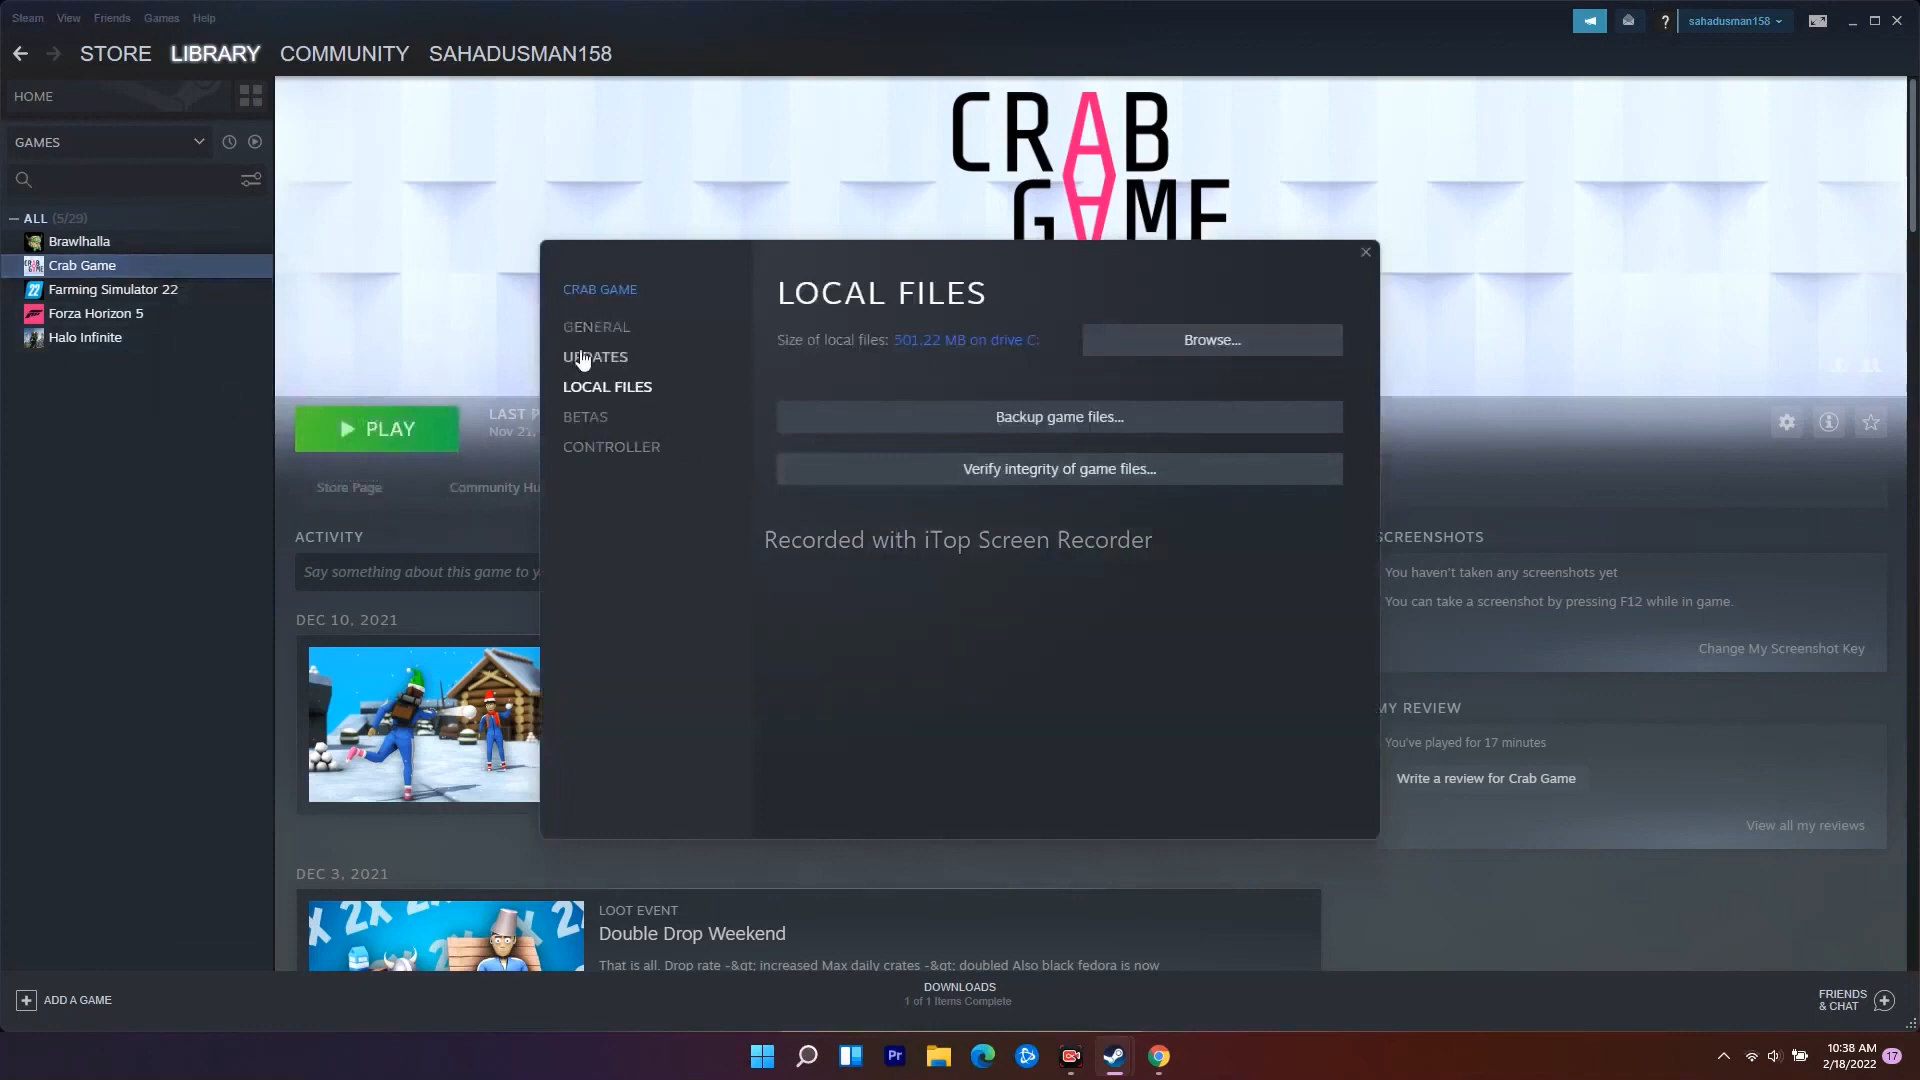 Steam View Friends Games Help
sahadusman158
STORE LIBRARY COMMUNITY SAHADUSMAN158
HOME
GAMES
ALL (5/29)
Brawlhalla
Crab Game
Farming Simulator 22
Forza Horizon 5
Halo Infinite
CRAB
GAME
CRAB GAME
GENERAL
UPDATES
LOCAL FILES
BETAS
CONTROLLER
LOCAL FILES
Size of local files: 501.22 MB on drive C:
Browse...
Backup game files...
Verify integrity of game files...
Recorded with iTop Screen Recorder
PLAY
LAST P
Nov 21,
Store Page
Community Hu
ACTIVITY
Say something about this game to y
DEC 10, 2021
DEC 3, 2021
2X 2X 2
LOOT EVENT
Double Drop Weekend
That is all. Drop rate -&gt; increased Max daily crates -&gt; doubled Also black fedora is now
SCREENSHOTS
You haven't taken any screenshots yet
You can take a screenshot by pressing F12 while in game.
Change My Screenshot Key
MY REVIEW
You've played for 17 minutes
Write a review for Crab Game
View all my reviews
ADD A GAME
DOWNLOADS
1 of 1 Items Complete
FRIENDS
& CHAT
Pr
10:38 AM
2/18/2022
17